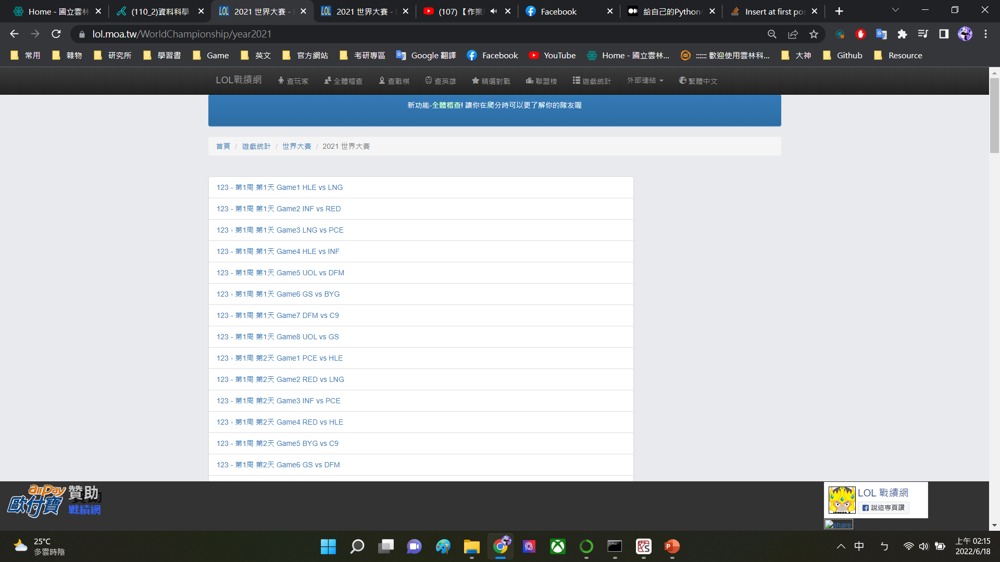 Home - 國立雲林
(110_2)資料科學
2021 世界大賽 -
2021 世界大賽 -
(107)【作業
Facebook
給自己的Python
Insert at first pos
lol.moa.tw/WorldChampionship/year2021
常用
雜物
研究所
學習書
Game
英文
官方網站
考研專區
Google 翻譯
Facebook
YouTube
Home - 國立雲林...
:::::: 歡迎使用雲林科...
大神
Github
Resource
LOL戰績網
查玩家
全體稽查
查戰棋
查英雄
精選對戰
聯盟榜
遊戲統計
外部連結
繁體中文
新功能-全體稽查! 讓你在爬分時可以更了解你的隊友喔
首頁 / 遊戲統計 / 世界大賽 / 2021 世界大賽
123 - 第1周 第1天 Game1 HLE vs LNG
123 - 第1周 第1天 Game2 INF vs RED
123 - 第1周 第1天 Game3 LNG vs PCE
123 - 第1周 第1天 Game4 HLE vs INF
123 - 第1周 第1天 Game5 UOL vs DFM
123 - 第1周 第1天 Game6 GS vs BYG
123 - 第1周 第1天 Game7 DFM vs C9
123 - 第1周 第1天 Game8 UOL vs GS
123 - 第1周 第2天 Game1 PCE vs HLE
123 - 第1周 第2天 Game2 RED vs LNG
123 - 第1周 第2天 Game3 INF vs PCE
123 - 第1周 第2天 Game4 RED vs HLE
123 - 第1周 第2天 Game5 BYG vs C9
123 - 第1周 第2天 Game6 GS vs DFM
allPay
歐付寶
贊助
戰績網
LOL 戰績網
說這專頁讚
share
25°C
多雲時陰
中
ㄅ
上午 02:15
2022/6/18